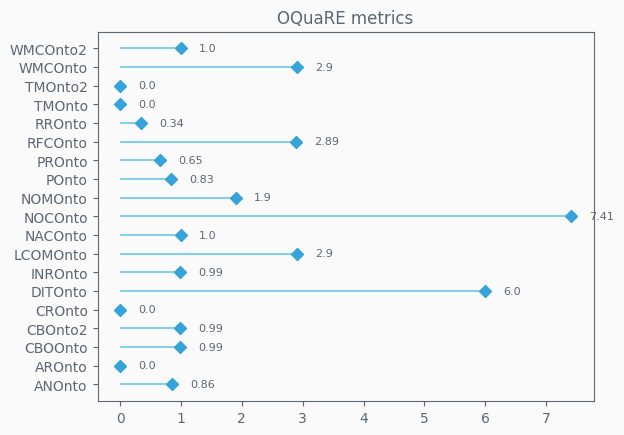 OQuaRE metrics
WMCOnto2 1.0
WMCOnto 2.9
TMOnto2 0.0
TMOnto 0.0
RROnto 0.34
RFCOnto 2.89
PROnto 0.65
POnto 0.83
NOMOnto 1.9
NOCOnto 7.41
NACOnto 1.0
LCOMOnto 2.9
INROnto 0.99
DITOnto 6.0
CROnto 0.0
CBOnto2 0.99
CBOOnto 0.99
AROnto 0.0
ANOnto 0.86
0 1 2 3 4 5 6 7